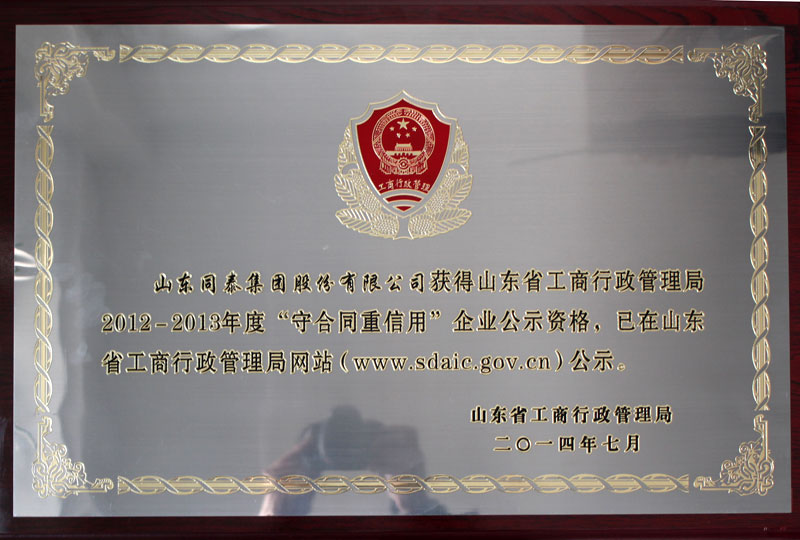 工商行政管理
山东同泰集团股份有限公司获得山东省工商行政管理局
2012-2013年度“守合同重信用”企业公示资格，已在山东
省工商行政管理局网站(www.sdaic.gov.cn)公示。
山东省工商行政管理局
二〇一四年七月